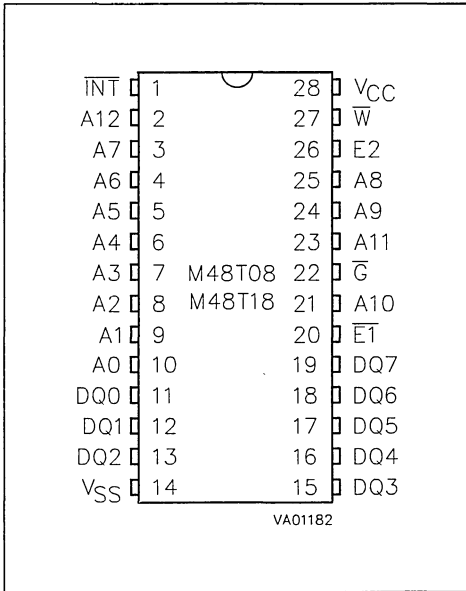 I̅N̅T̅ 1 28 VCC
A12 2 27 W̅
A7 3 26 E2
A6 4 25 A8
A5 5 24 A9
A4 6 23 A11
A3 7 M48T08 22 G̅
A2 8 M48T18 21 A10
A1 9 20 E̅1̅
A0 10 19 DQ7
DQ0 11 18 DQ6
DQ1 12 17 DQ5
DQ2 13 16 DQ4
VSS 14 15 DQ3
VA01182